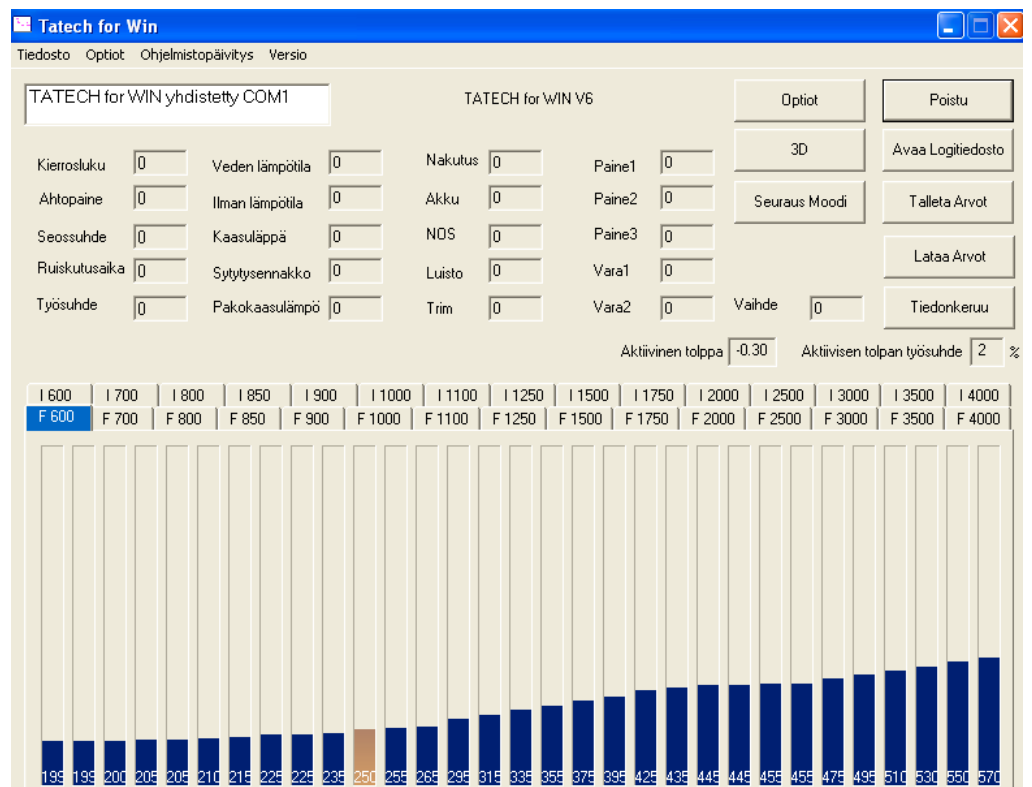 Tatech for Win
Tiedosto Optiot Ohjelmistopäivitys Versio
TATECH for WIN yhdistetty COM1
TATECH for WIN V6
Optiot Poistu
3D Avaa Logitiedosto
Seuraus Moodi Talleta Arvot
Lataa Arvot
Tiedonkeruu
Kierrosluku 0 Veden lämpötila 0 Nakutus 0 Paine1 0
Ahtopaine 0 Ilman lämpötila 0 Akku 0 Paine2 0
Seossuhde 0 Kaasuläppä 0 NOS 0 Paine3 0
Ruiskutusaika 0 Sytytysennakko 0 Luisto 0 Vara1 0
Työsuhde 0 Pakokaasulämpö 0 Trim 0 Vara2 0 Vaihde 0
Aktiivinen tolppa -0.30 Aktiivisen tolpan työsuhde 2 %
I 600 I 700 I 800 I 850 I 900 I 1000 I 1100 I 1250 I 1500 I 1750 I 2000 I 2500 I 3000 I 3500 I 4000
F 600 F 700 F 800 F 850 F 900 F 1000 F 1100 F 1250 F 1500 F 1750 F 2000 F 2500 F 3000 F 3500 F 4000
195 195 200 205 205 210 215 225 225 235 250 255 265 295 315 335 355 375 395 425 435 445 445 455 455 475 495 510 530 550 570